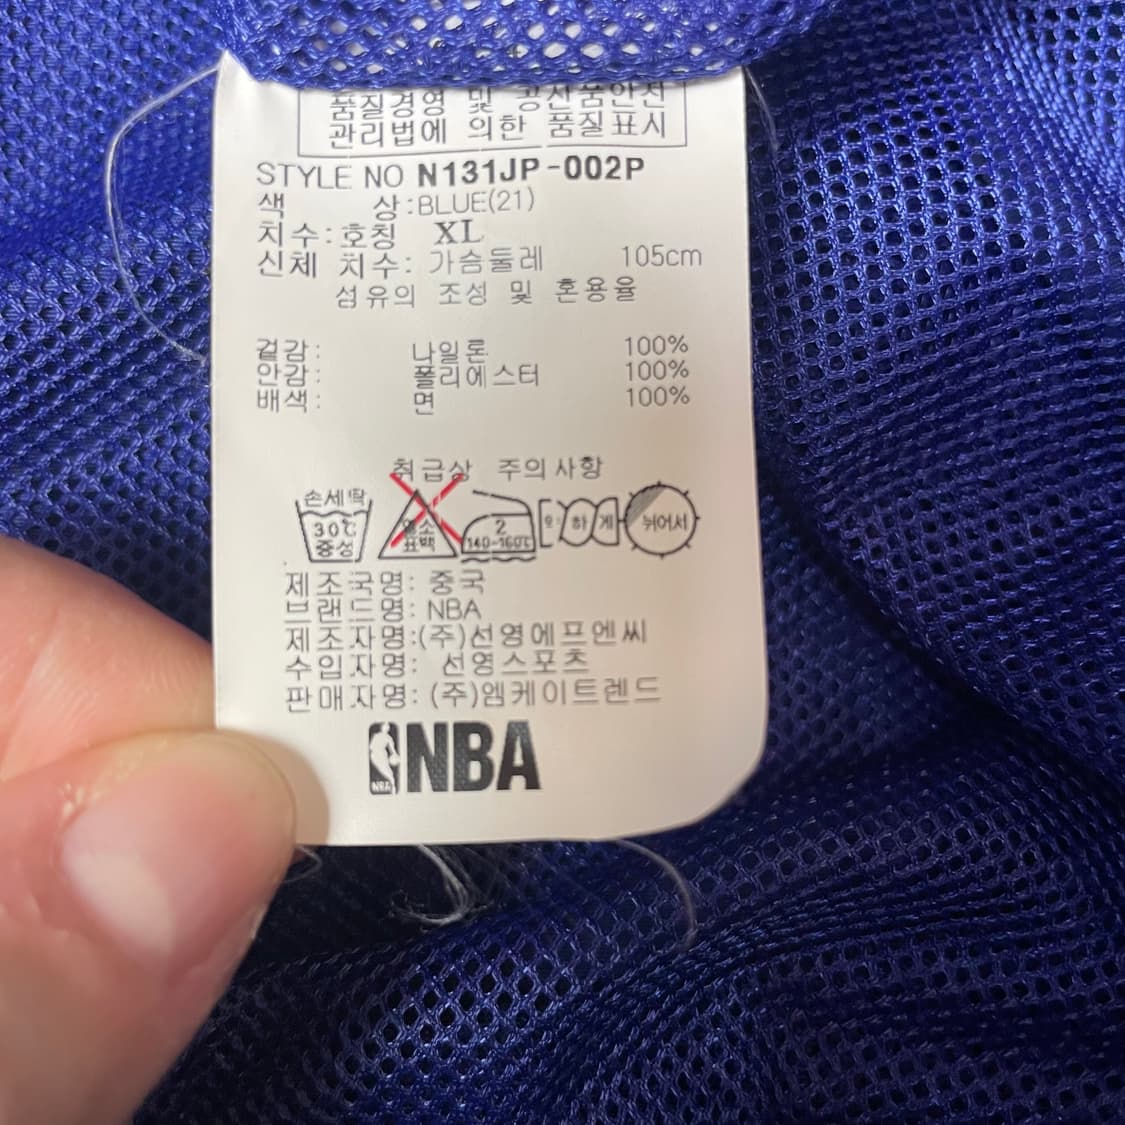 품질경영 및 공산품안전
관리법에 의한 품질표시
STYLE NO N131JP-002P
색 상:BLUE(21)
치수:호칭 XL
신체 치수: 가슴둘레 105cm
섬유의 조성 및 혼용율
겉감: 나일론 100%
안감: 폴리에스터 100%
배색: 면 100%
취급상 주의사항
손세탁
30℃
중성
염소
표백
2
140-160℃
약하게
뉘어서
제조국명: 중국
브랜드명: NBA
제조자명:(주)선영에프엔씨
수입자명: 선영스포츠
판매자명: (주)엠케이트렌드
NBA
NBA